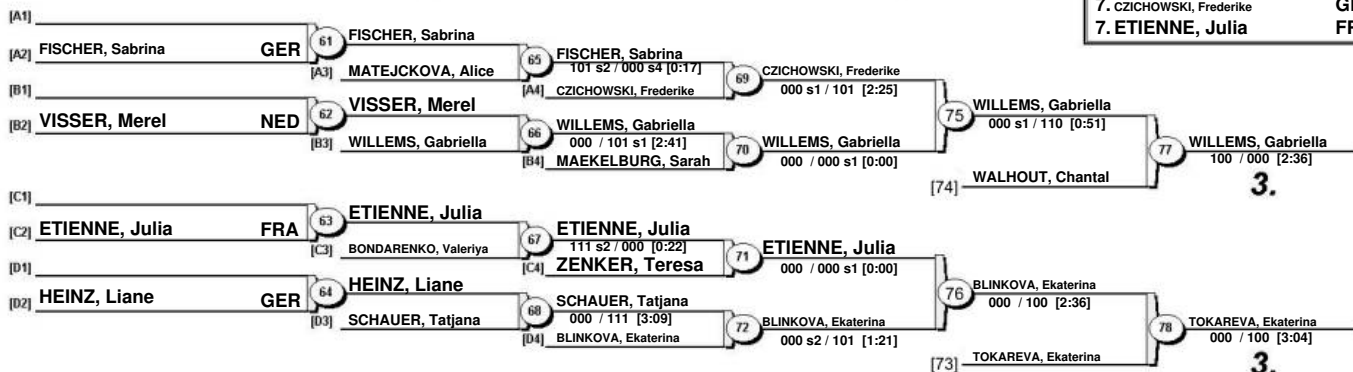 7. CZICHOWSKI, Frederike
7. ETIENNE, Julia
[A1]
[A2] FISCHER, Sabrina GER
61
FISCHER, Sabrina
[A3] MATEJCKOVA, Alice
65
FISCHER, Sabrina
101 s2 / 000 s4 [0:17]
[A4] CZICHOWSKI, Frederike
69
CZICHOWSKI, Frederike
000 s1 / 101 [2:25]
[B1]
[B2] VISSER, Merel NED
62
VISSER, Merel
[B3] WILLEMS, Gabriella
66
WILLEMS, Gabriella
000 / 101 s1 [2:41]
[B4] MAEKELBURG, Sarah
70
WILLEMS, Gabriella
000 / 000 s1 [0:00]
75
WILLEMS, Gabriella
000 s1 / 110 [0:51]
[74] WALHOUT, Chantal
77
WILLEMS, Gabriella
100 / 000 [2:36]
3.
[C1]
[C2] ETIENNE, Julia FRA
63
ETIENNE, Julia
[C3] BONDARENKO, Valeriya
67
ETIENNE, Julia
111 s2 / 000 [0:22]
[C4] ZENKER, Teresa
71
ETIENNE, Julia
000 / 000 s1 [0:00]
[D1]
[D2] HEINZ, Liane GER
64
HEINZ, Liane
[D3] SCHAUER, Tatjana
68
SCHAUER, Tatjana
000 / 111 [3:09]
[D4] BLINKOVA, Ekaterina
72
BLINKOVA, Ekaterina
000 s2 / 101 [1:21]
76
BLINKOVA, Ekaterina
000 / 100 [2:36]
[73] TOKAREVA, Ekaterina
78
TOKAREVA, Ekaterina
000 / 100 [3:04]
3.